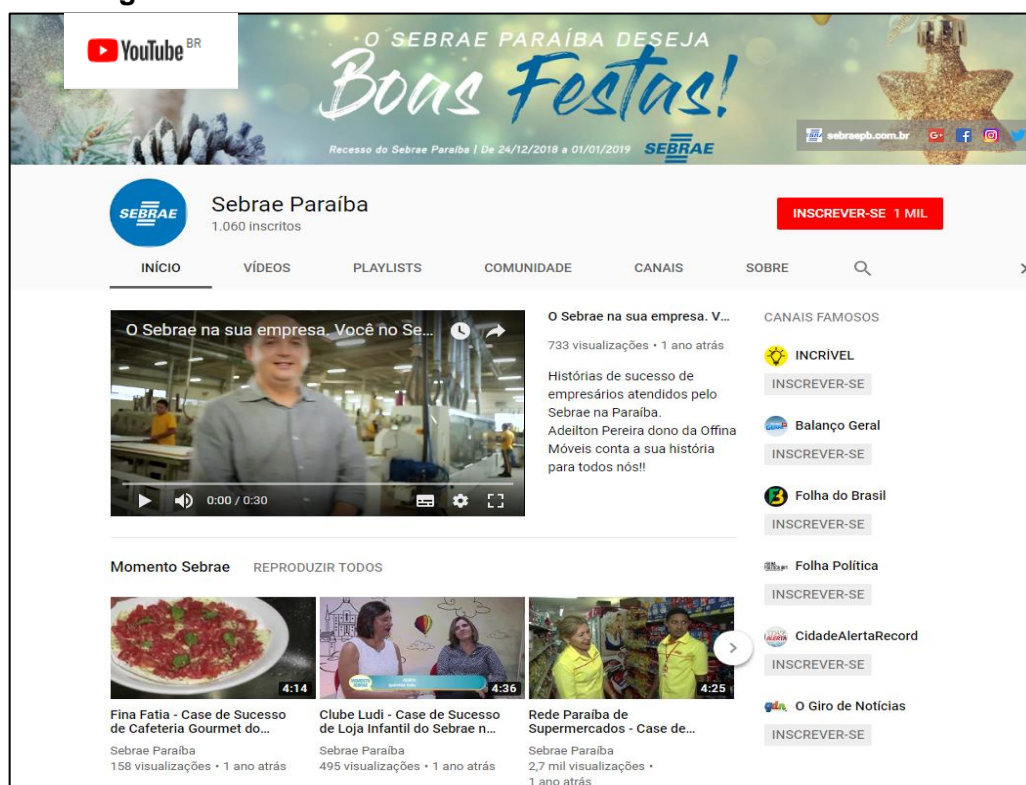 YouTube BR
O SEBRAE PARAÍBA DESEJA
Boas Festas!
Recesso do Sebrae Paraíba | De 24/12/2018 a 01/01/2019 SEBRAE
sebraepb.com.br
SEBRAE
Sebrae Paraíba
1.060 inscritos
INSCREVER-SE 1 MIL
INÍCIO VÍDEOS PLAYLISTS COMUNIDADE CANAIS SOBRE
O Sebrae na sua empresa. Você no Se...
0:00 / 0:30
O Sebrae na sua empresa. V...
733 visualizações • 1 ano atrás
Histórias de sucesso de
empresários atendidos pelo
Sebrae na Paraíba.
Adeilton Pereira dono da Offina
Móveis conta a sua história
para todos nós!!
CANAIS FAMOSOS
INCRÍVEL
INSCREVER-SE
Balanço Geral
INSCREVER-SE
Folha do Brasil
INSCREVER-SE
Folha Política
INSCREVER-SE
CidadeAlertaRecord
INSCREVER-SE
O Giro de Notícias
INSCREVER-SE
Momento Sebrae REPRODUZIR TODOS
4:14
Fina Fatia - Case de Sucesso
de Cafeteria Gourmet do...
Sebrae Paraíba
158 visualizações • 1 ano atrás
4:36
Clube Ludi - Case de Sucesso
de Loja Infantil do Sebrae n...
Sebrae Paraíba
495 visualizações • 1 ano atrás
4:25
Rede Paraíba de
Supermercados - Case de...
Sebrae Paraíba
2,7 mil visualizações •
1 ano atrás